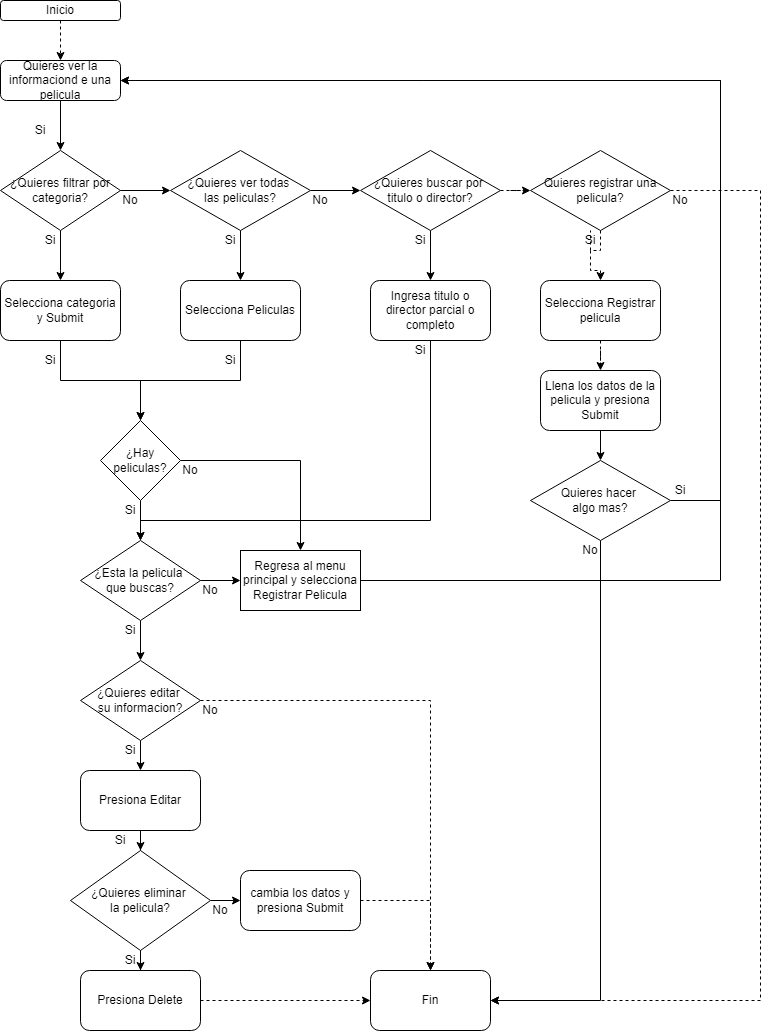 Inicio
Quieres ver la
informaciond e una
pelicula
Si
¿Quieres filtrar por
categoria?
No
¿Quieres ver todas
las peliculas?
No
¿Quieres buscar por
titulo o director?
Quieres registrar una
pelicula?
No
Si
Si
Si
Si
Selecciona categoria
y Submit
Selecciona Peliculas
Ingresa titulo o
director parcial o
completo
Selecciona Registrar
pelicula
Si
Si
Si
Llena los datos de la
pelicula y presiona
Submit
¿Hay
peliculas?
No
Si
Quieres hacer
algo mas?
Si
No
¿Esta la pelicula
que buscas?
No
Regresa al menu
principal y selecciona
Registrar Pelicula
Si
¿Quieres editar
su informacion?
No
Si
Presiona Editar
Si
¿Quieres eliminar
la pelicula?
No
cambia los datos y
presiona Submit
Si
Presiona Delete
Fin